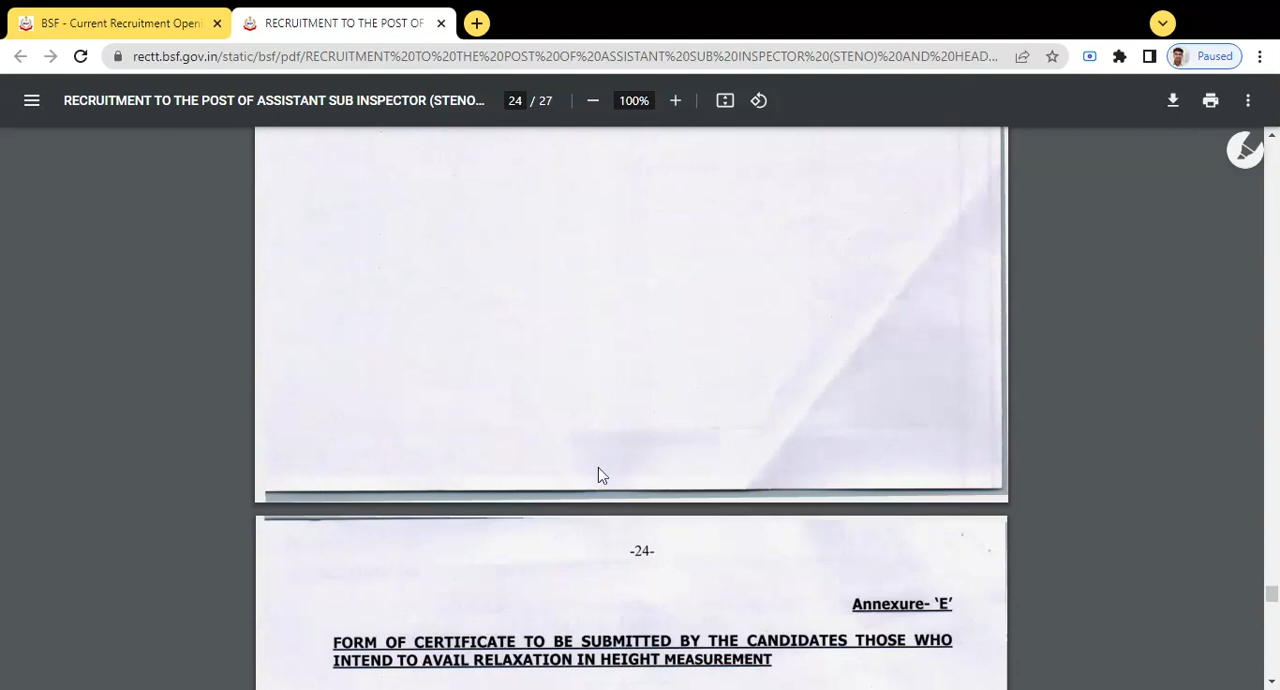 BSF - Current Recruitment Openi
RECRUITMENT TO THE POST OF
rectt.bsf.gov.in/static/bsf/pdf/RECRUITMENT%20TO%20THE%20POST%20OF%20ASSISTANT%20SUB%20INSPECTOR%20(STENO)%20AND%20HEAD...
Paused
RECRUITMENT TO THE POST OF ASSISTANT SUB INSPECTOR (STENO...
24 / 27
100%
-24-
Annexure- ‘E’
FORM OF CERTIFICATE TO BE SUBMITTED BY THE CANDIDATES THOSE WHO
INTEND TO AVAIL RELAXATION IN HEIGHT MEASUREMENT